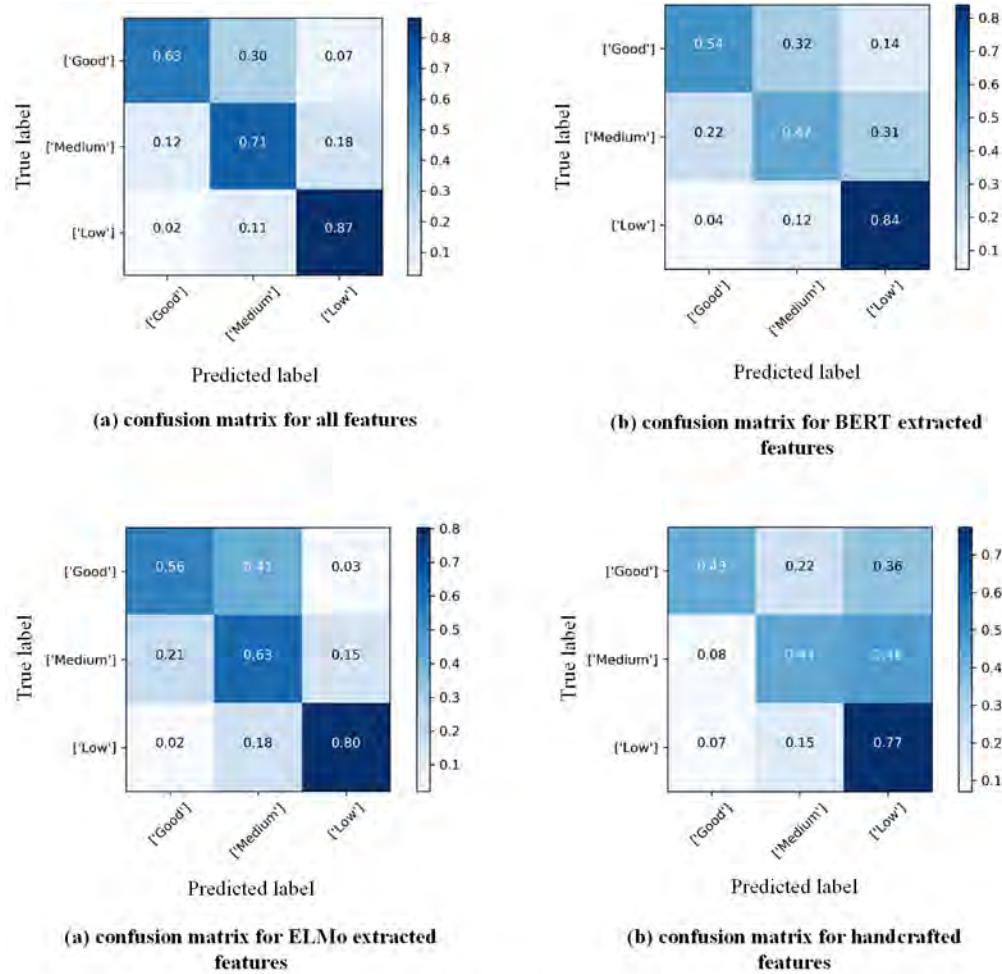 True label
['Good']
0.63 0.30 0.07
['Medium']
0.12 0.71 0.18
['Low']
0.02 0.11 0.87
['Good'] ['Medium'] ['Low']
Predicted label
0.8
0.7
0.6
0.5
0.4
0.3
0.2
0.1
(a) confusion matrix for all features
True label
['Good']
0.54 0.32 0.14
['Medium']
0.22 0.47 0.31
['Low']
0.04 0.12 0.84
['Good'] ['Medium'] ['Low']
Predicted label
0.8
0.7
0.6
0.5
0.4
0.3
0.2
0.1
(b) confusion matrix for BERT extracted
features
True label
['Good']
0.56 0.41 0.03
['Medium']
0.21 0.63 0.15
['Low']
0.02 0.18 0.80
['Good'] ['Medium'] ['Low']
Predicted label
0.8
0.7
0.6
0.5
0.4
0.3
0.2
0.1
(a) confusion matrix for ELMo extracted
features
True label
['Good']
0.43 0.22 0.36
['Medium']
0.08
['Low']
0.07 0.15 0.77
['Good'] ['Medium'] ['Low']
Predicted label
0.7
0.6
0.5
0.4
0.3
0.2
0.1
(b) confusion matrix for handcrafted
features